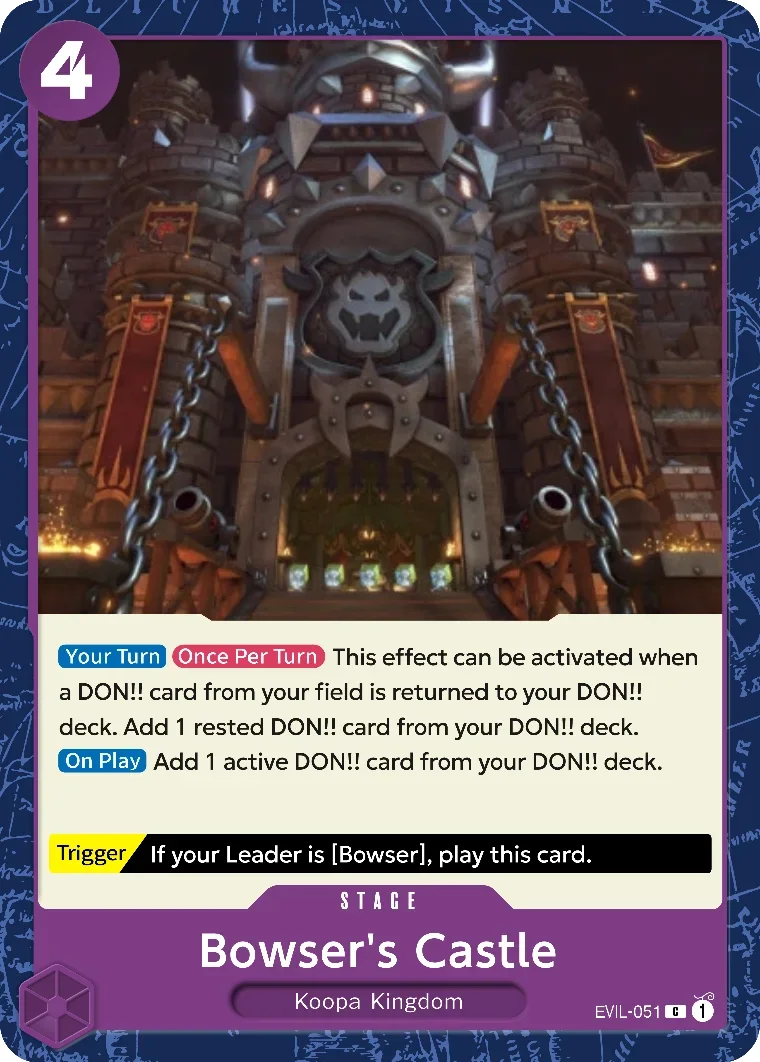 4
Your Turn Once Per Turn This effect can be activated when
a DON!! card from your field is returned to your DON!!
deck. Add 1 rested DON!! card from your DON!! deck.
On Play Add 1 active DON!! card from your DON!! deck.
Trigger If your Leader is [Bowser], play this card.
STAGE
Bowser's Castle
Koopa Kingdom
EVIL-051 C 1